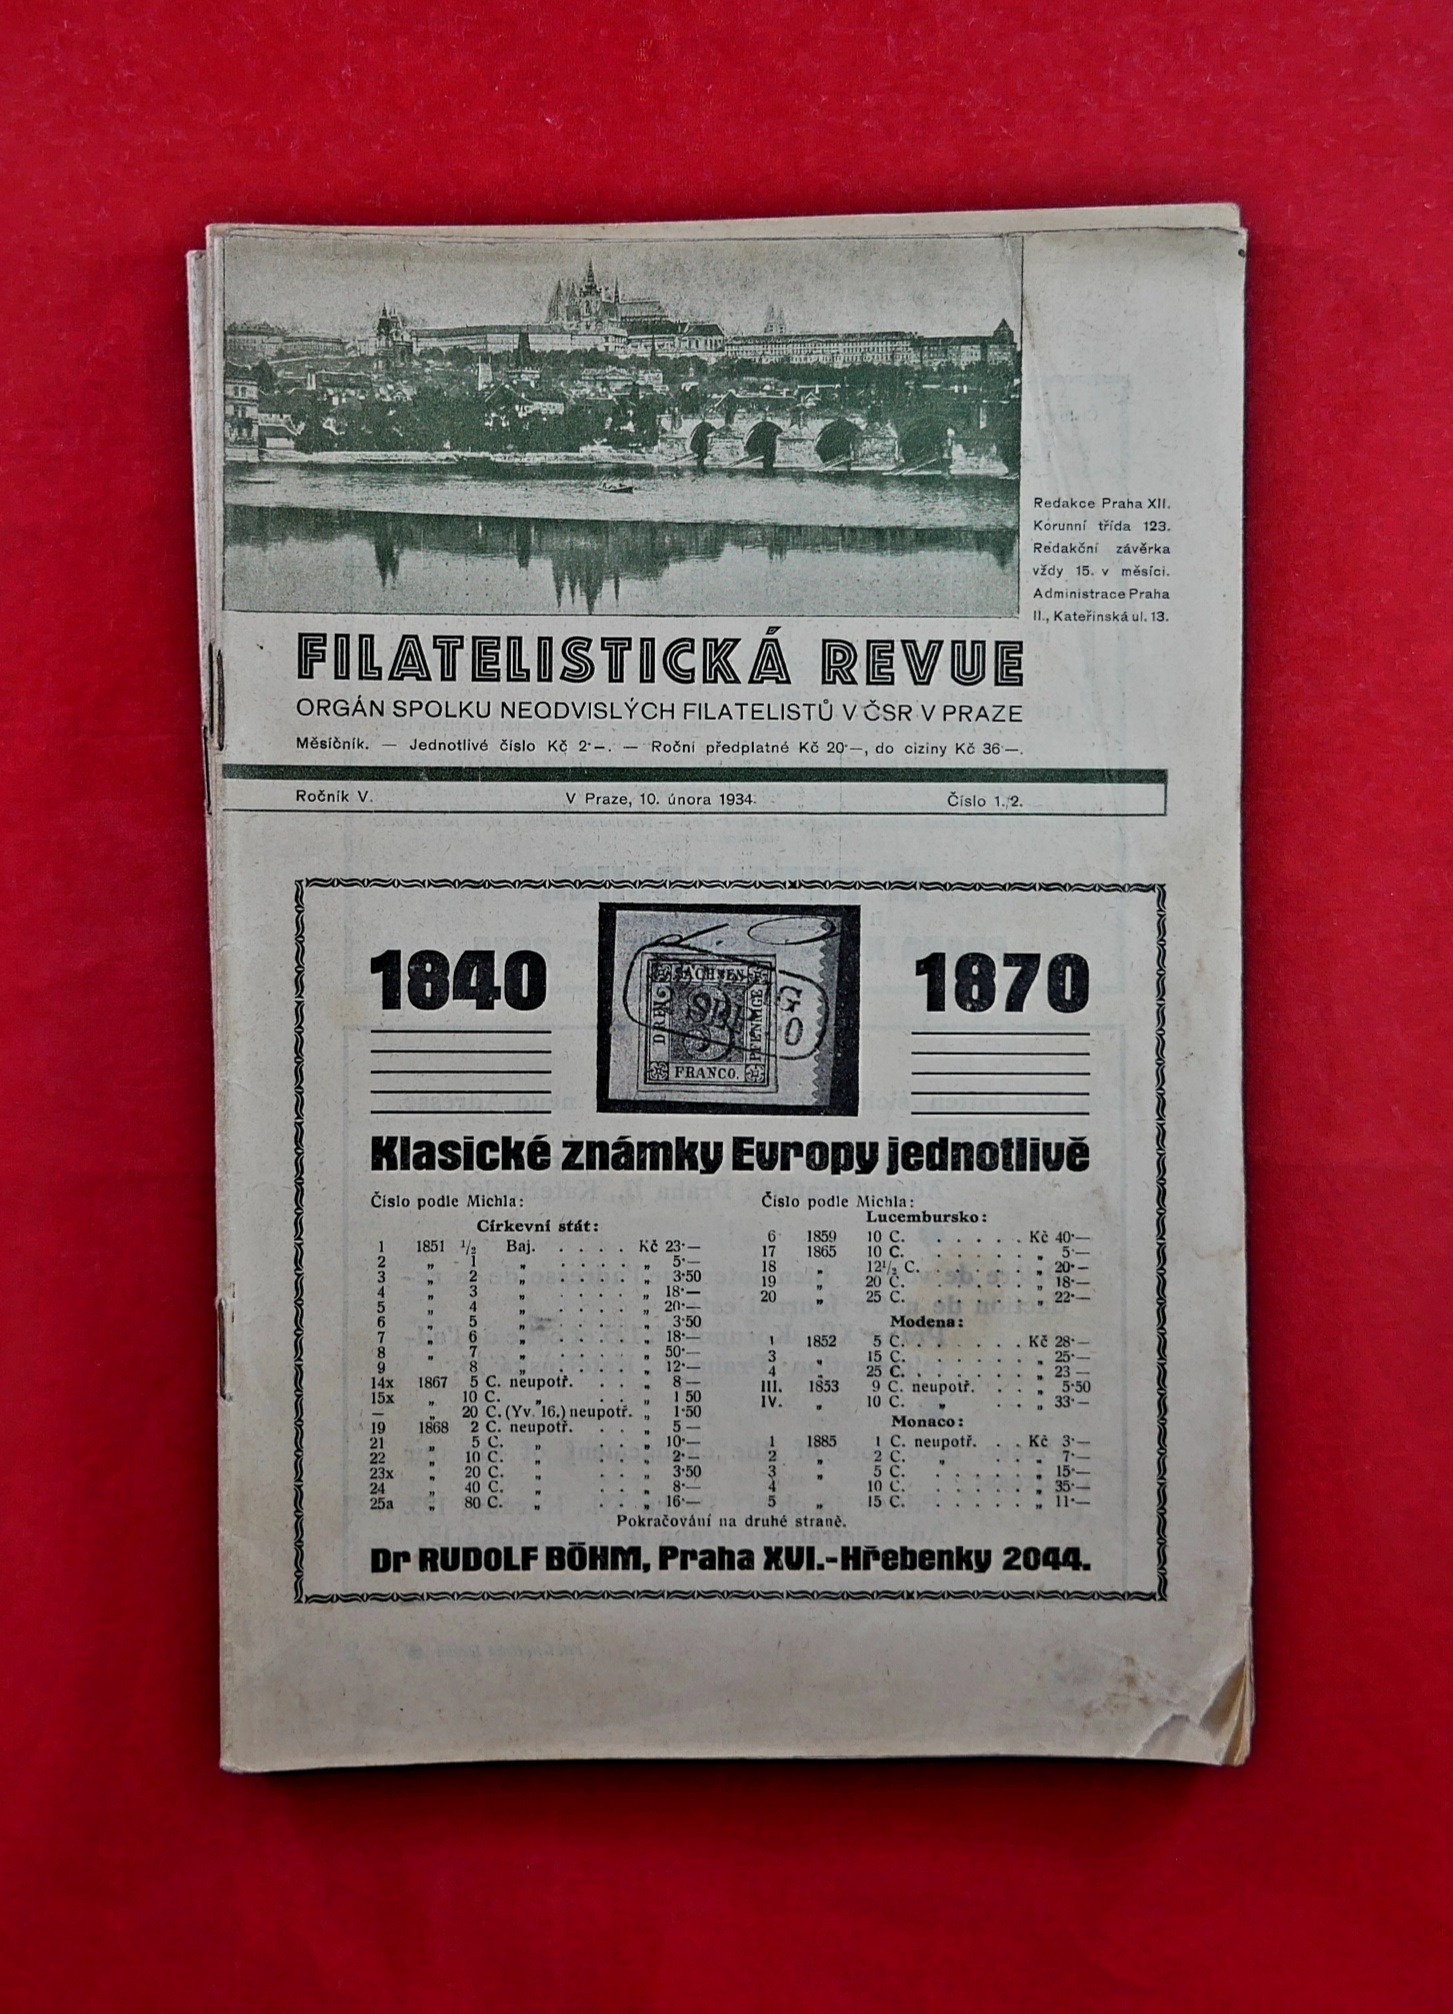 Redakce Praha XII.
Korunní třída 123.
Redakční závěrka
vždy 15. v měsíci.
Administrace Praha
II., Kateřinská ul. 13.
FILATELISTICKÁ REVUE
ORGÁN SPOLKU NEODVISLÝCH FILATELISTŮ V ČSR V PRAZE
Měsíčník. — Jednotlivé číslo Kč 2·—. — Roční předplatné Kč 20·—, do ciziny Kč 36·—.
Ročník V. V Praze, 10. února 1934. Číslo 1./2.
1840 1870
SACHSEN
DREI
PFENNIGE
3
FRANCO.
Klasické známky Evropy jednotlivě
Číslo podle Michla:
Církevní stát:
1 1851 1/2 Baj. . . . . Kč 23·—
2 „ 1 „ . . . . „ 5·—
3 „ 2 „ . . . . „ 3·50
4 „ 3 „ . . . . „ 18·—
5 „ 4 „ . . . . „ 20·—
6 „ 5 „ . . . . „ 3·50
7 „ 6 „ . . . . „ 18·—
8 „ 7 „ . . . . „ 50·—
9 8 „ . . . . „ 12·—
14x 1867 5 C. neupotř. . . „ 8·—
15x „ 10 C. „ . . „ 1·50
— „ 20 C. (Yv. 16.) neupotř. „ 1·50
19 1868 2 C. neupotř. . . „ 5·—
21 „ 5 C. „ . . „ 10·—
22 „ 10 C. „ . . „ 2·—
23x „ 20 C. „ . . „ 3·50
24 „ 40 C. „ . . „ 8·—
25a „ 80 C. „ . . „ 16·—
Číslo podle Michla:
Lucembursko:
6 1859 10 C. . . . . . Kč 40·—
17 1865 10 C. . . . . . „ 5·—
18 „ 12 1/2 C. . . . . . „ 20·—
19 „ 20 C. . . . . . „ 18·—
20 „ 25 C. . . . . . „ 22·—
Modena:
1 1852 5 C. . . . . . . Kč 28·—
3 „ 15 C. . . . . . . „ 25·—
4 25 C. . . . . . . „ 23·—
III. 1853 9 C. neupotř. . . „ 5·50
IV. „ 10 C. „ . . „ 33·—
Monaco:
1 1885 1 C. neupotř. . . Kč 3·—
2 „ 2 C. „ . . „ 7·—
3 „ 5 C. . . . . . „ 15·—
4 10 C. . . . . . „ 35·—
5 „ 15 C. . . . . . „ 11·—
Pokračování na druhé straně.
Dr RUDOLF BÖHM, Praha XVI.-Hřebenky 2044.